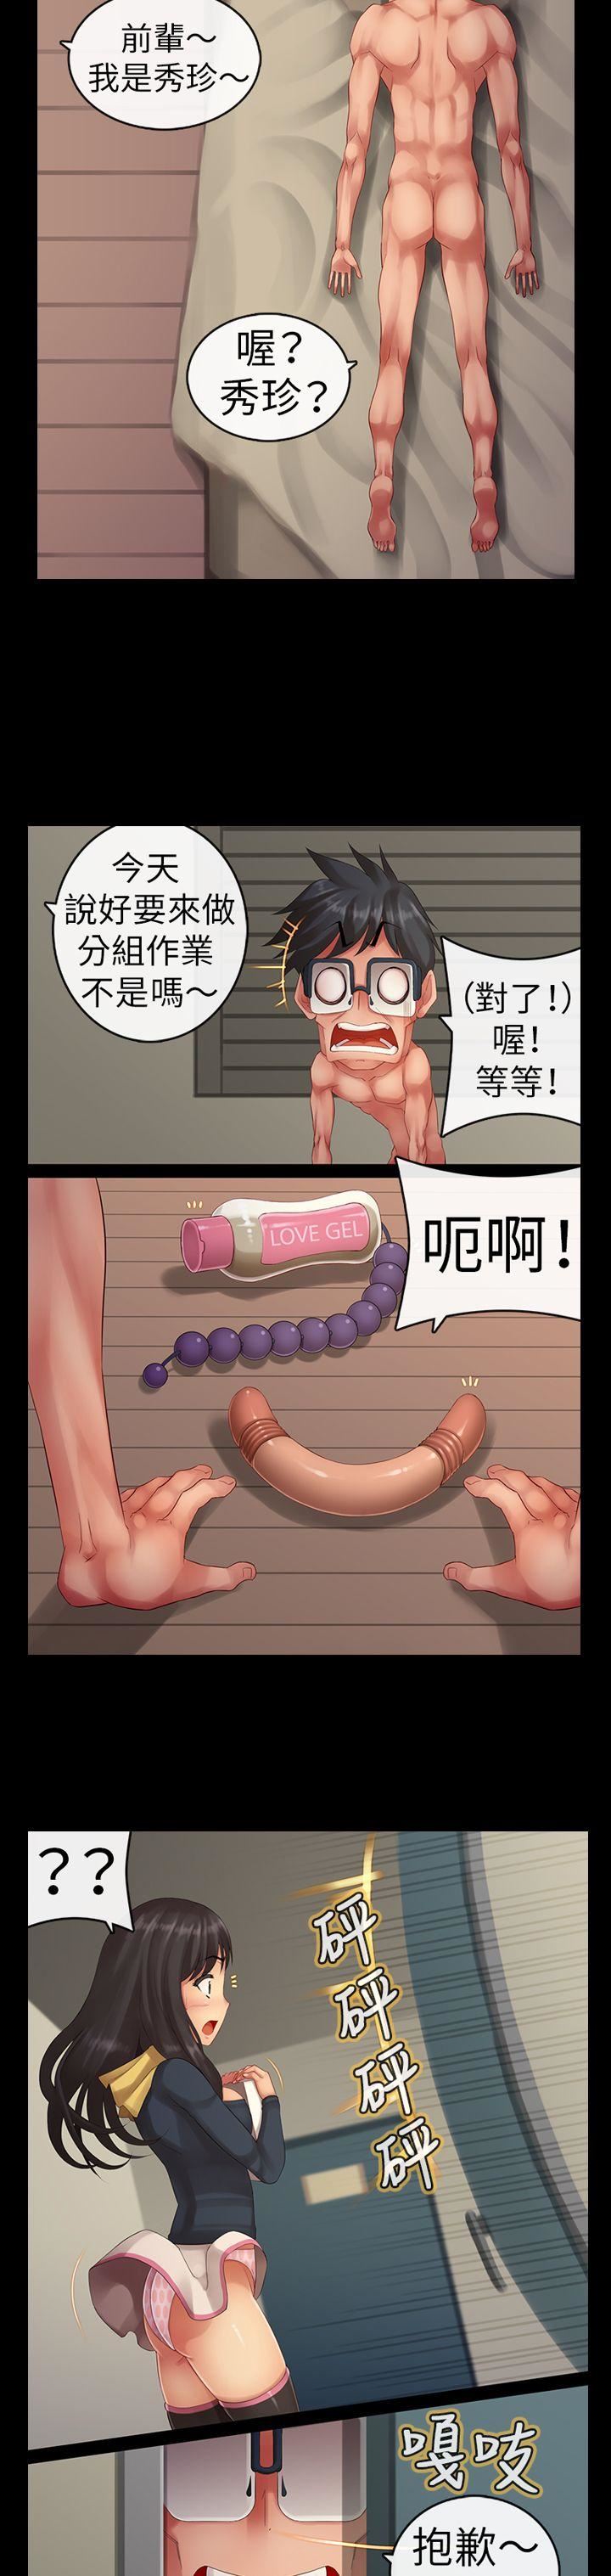 前輩～
我是秀珍～
喔？
秀珍？
今天
說好要來做
分組作業
不是嗎～
(對了！)
喔！
等等！
呃啊！
LOVE GEL
？？
砰
砰
砰
砰
嘎吱
抱歉～